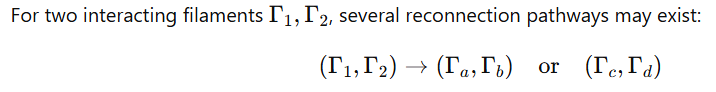 For two interacting filaments Γ₁, Γ₂, several reconnection pathways may exist:
(Γ₁, Γ₂) → (Γₐ, Γ_b) or (Γ_c, Γ_d)